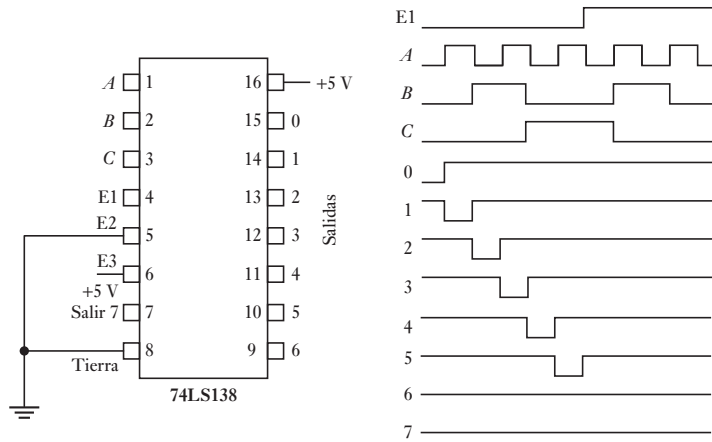 A 1 16 +5 V
B 2 15 0
C 3 14 1
E1 4 13 2
E2 5 12 3
E3 6 11 4
+5 V
Salir 7 7 10 5
Tierra 8 9 6
Salidas
74LS138
E1
A
B
C
0
1
2
3
4
5
6
7